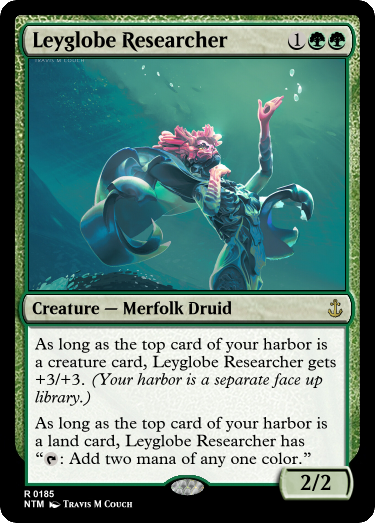 Leyglobe Researcher 1
TRAVIS M COUCH
Creature — Merfolk Druid
As long as the top card of your harbor is
a creature card, Leyglobe Researcher gets
+3/+3. (Your harbor is a separate face up
library.)
As long as the top card of your harbor is
a land card, Leyglobe Researcher has
“: Add two mana of any one color.”
2/2
R 0185
NTM Travis M Couch